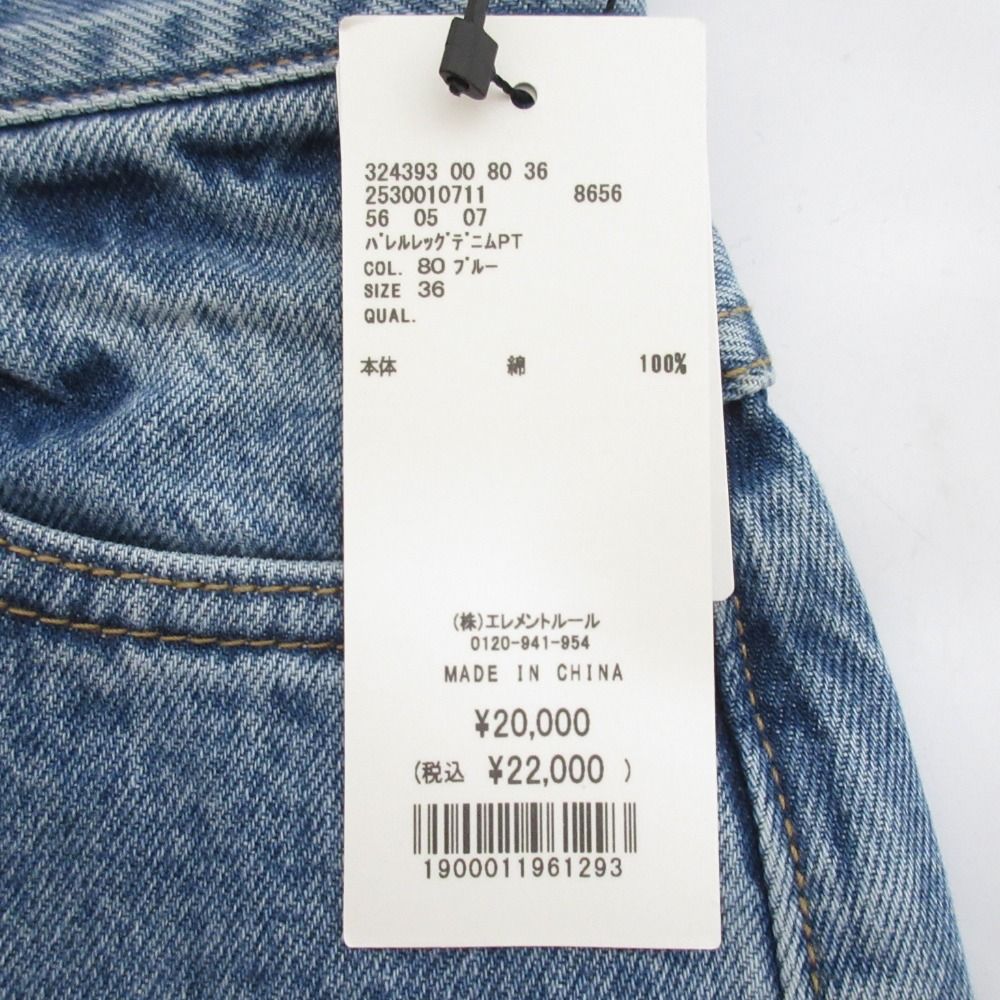 324393 00 80 36
2530010711 8656
56 05 07
ﾊﾞﾚﾙﾚｯｸﾞﾃﾞﾆﾑPT
COL. 80 ﾌﾞﾙｰ
SIZE 36
QUAL.
本体 綿 100%
(株)エレメントルール
0120-941-954
MADE IN CHINA
¥20,000
(税込 ¥22,000 )
1900011961293